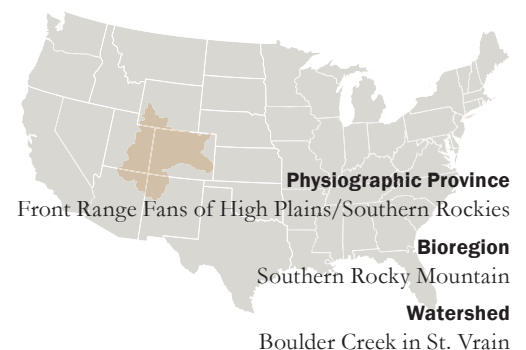 Physiographic Province
Front Range Fans of High Plains/Southern Rockies
Bioregion
Southern Rocky Mountain
Watershed
Boulder Creek in St. Vrain